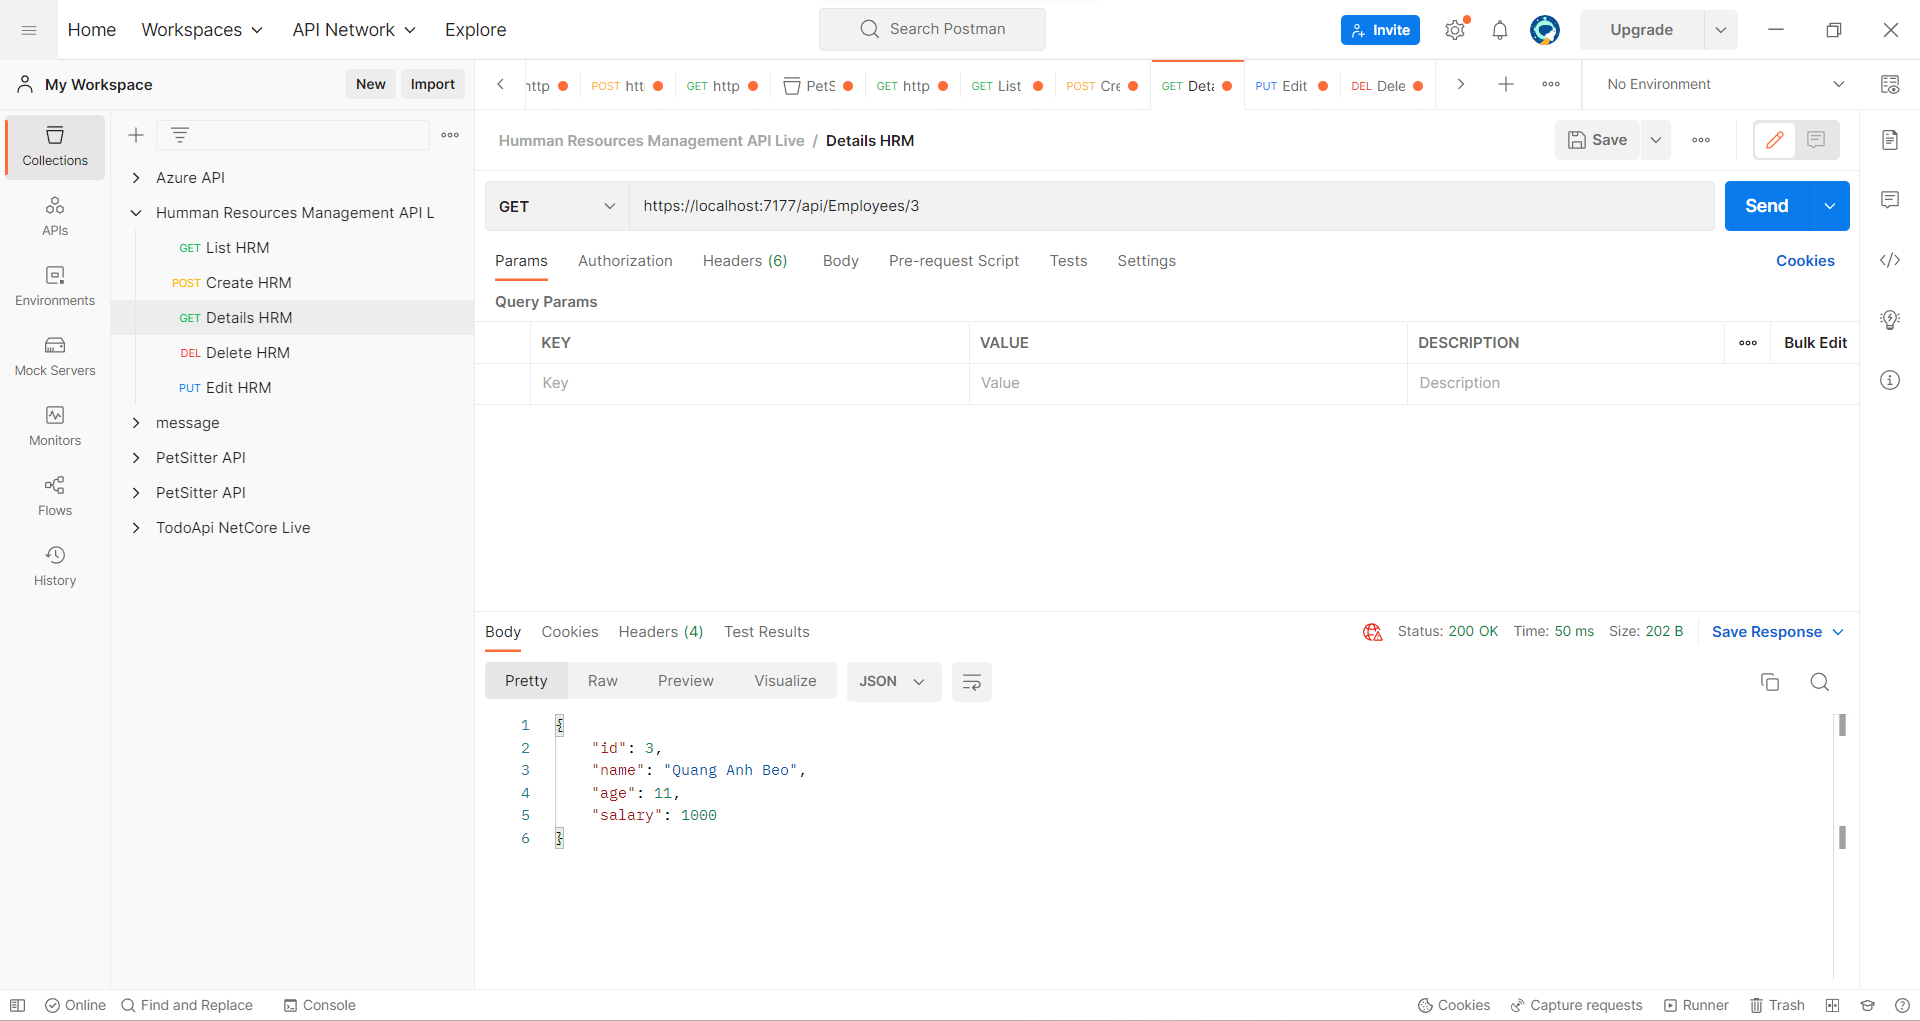 Home Workspaces API Network Explore Search Postman Invite Upgrade
My Workspace New Import
http POST htt GET http PetS GET http GET List POST Cre GET Deta PUT Edit DEL Dele No Environment
Collections
APIs
Environments
Mock Servers
Monitors
Flows
History
Azure API
Humman Resources Management API L
GET List HRM
POST Create HRM
GET Details HRM
DEL Delete HRM
PUT Edit HRM
message
PetSitter API
PetSitter API
TodoApi NetCore Live
Humman Resources Management API Live / Details HRM Save
GET https://localhost:7177/api/Employees/3 Send
Params Authorization Headers (6) Body Pre-request Script Tests Settings Cookies
Query Params
KEY VALUE DESCRIPTION Bulk Edit
Key Value Description
Body Cookies Headers (4) Test Results Status: 200 OK Time: 50 ms Size: 202 B Save Response
Pretty Raw Preview Visualize JSON
1 {
2 "id": 3,
3 "name": "Quang Anh Beo",
4 "age": 11,
5 "salary": 1000
6 }
Online Find and Replace Console Cookies Capture requests Runner Trash